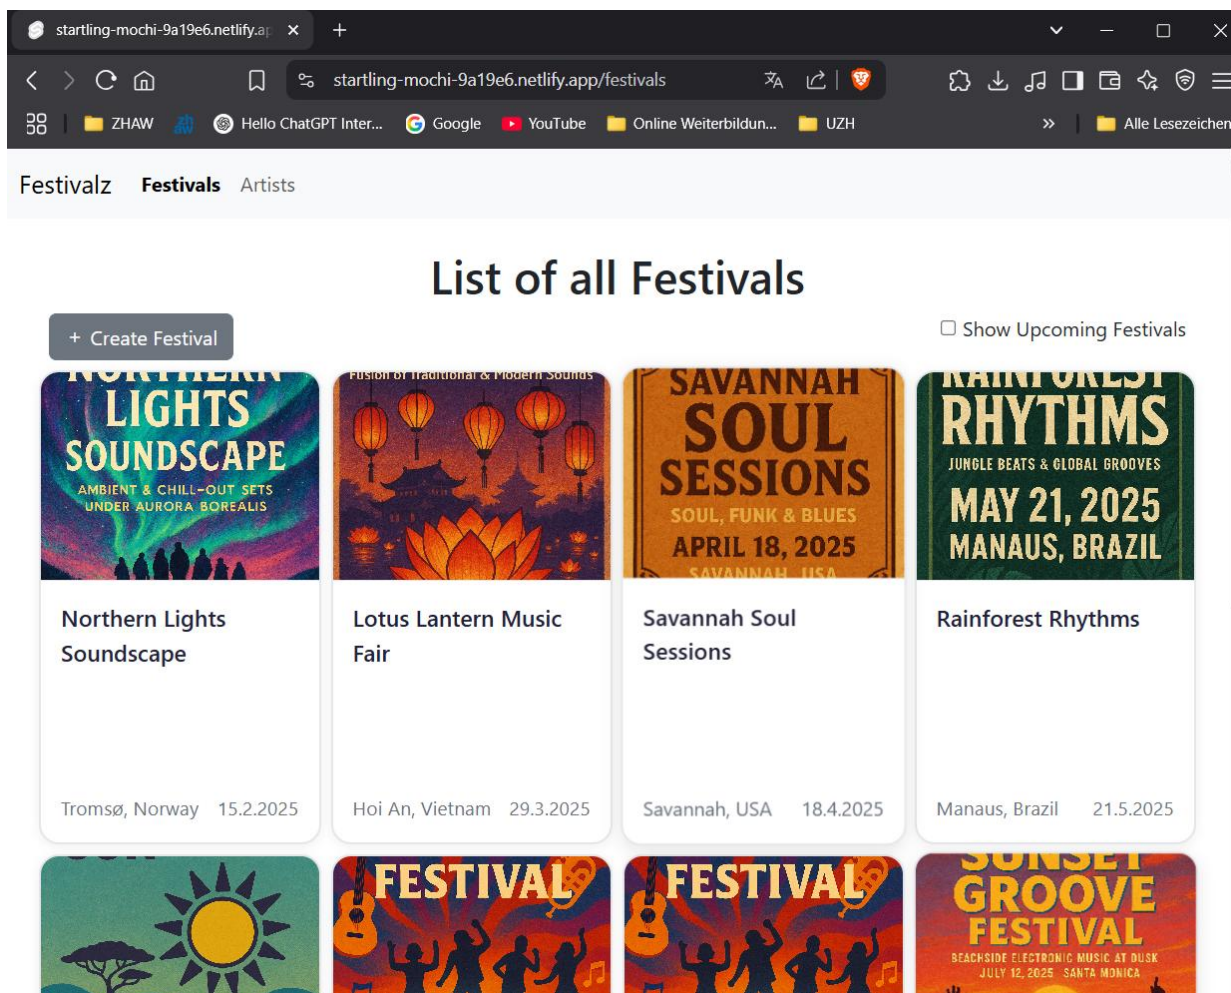 startling-mochi-9a19e6.netlify.ap
startling-mochi-9a19e6.netlify.app/festivals
ZHAW Hello ChatGPT Inter... Google YouTube Online Weiterbildun... UZH » Alle Lesezeichen
Festivalz Festivals Artists
List of all Festivals
+ Create Festival
Show Upcoming Festivals
NORTHERN
LIGHTS
SOUNDSCAPE
AMBIENT & CHILL-OUT SETS
UNDER AURORA BOREALIS
Fusion of Traditional & Modern Sounds
SAVANNAH
SOUL
SESSIONS
SOUL, FUNK & BLUES
APRIL 18, 2025
SAVANNAH, USA
RAINFOREST
RHYTHMS
JUNGLE BEATS & GLOBAL GROOVES
MAY 21, 2025
MANAUS, BRAZIL
Northern Lights
Soundscape
Tromsø, Norway 15.2.2025
Lotus Lantern Music
Fair
Hoi An, Vietnam 29.3.2025
Savannah Soul
Sessions
Savannah, USA 18.4.2025
Rainforest Rhythms
Manaus, Brazil 21.5.2025
FESTIVAL
FESTIVAL
SUNSET
GROOVE
FESTIVAL
BEACHSIDE ELECTRONIC MUSIC AT DUSK
JULY 12, 2025 SANTA MONICA